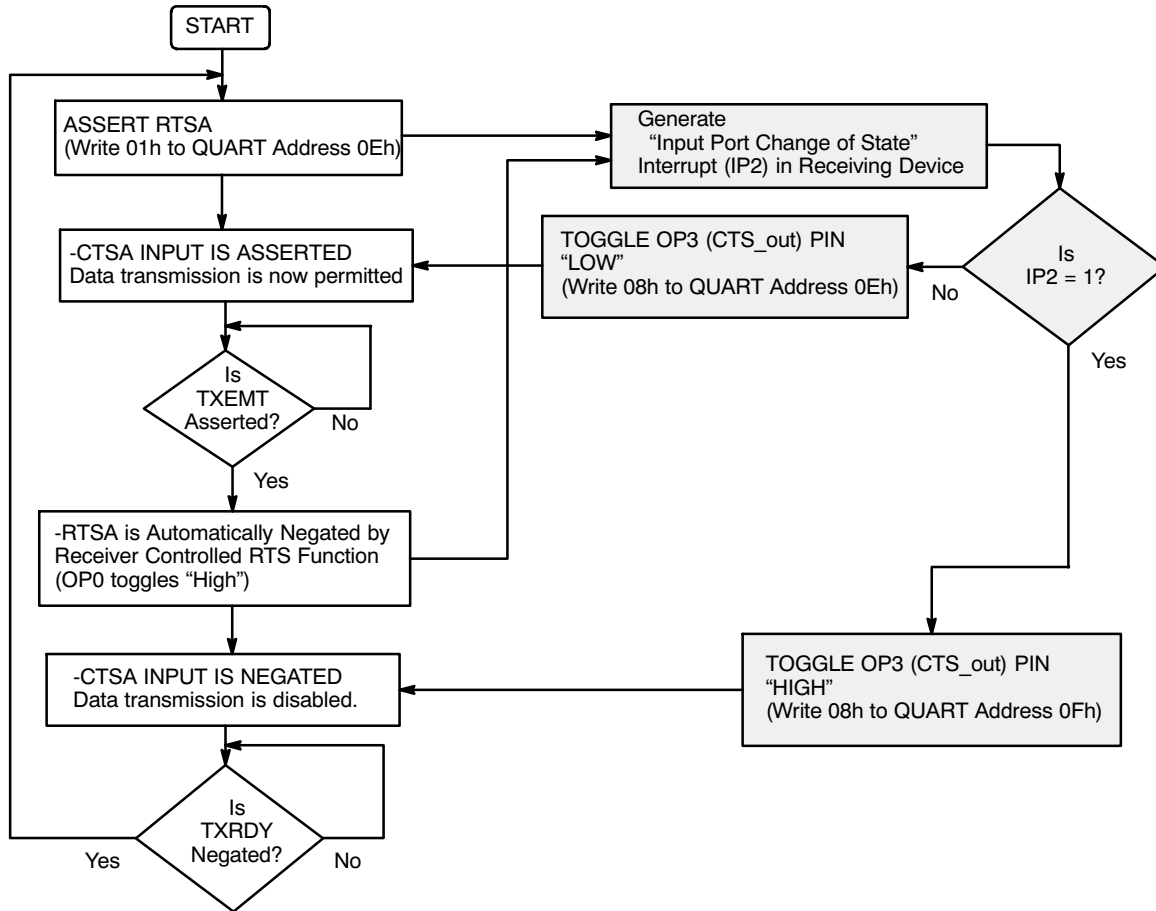 START
ASSERT RTSA
(Write 01h to QUART Address 0Eh)
Generate
“Input Port Change of State”
Interrupt (IP2) in Receiving Device
-CTSA INPUT IS ASSERTED
Data transmission is now permitted
TOGGLE OP3 (CTS_out) PIN
“LOW”
(Write 08h to QUART Address 0Eh)
No
Is
IP2 = 1?
Yes
Is
TXEMT
Asserted?
No
Yes
-RTSA is Automatically Negated by
Receiver Controlled RTS Function
(OP0 toggles “High”)
-CTSA INPUT IS NEGATED
Data transmission is disabled.
TOGGLE OP3 (CTS_out) PIN
“HIGH”
(Write 08h to QUART Address 0Fh)
Is
TXRDY
Negated?
Yes
No